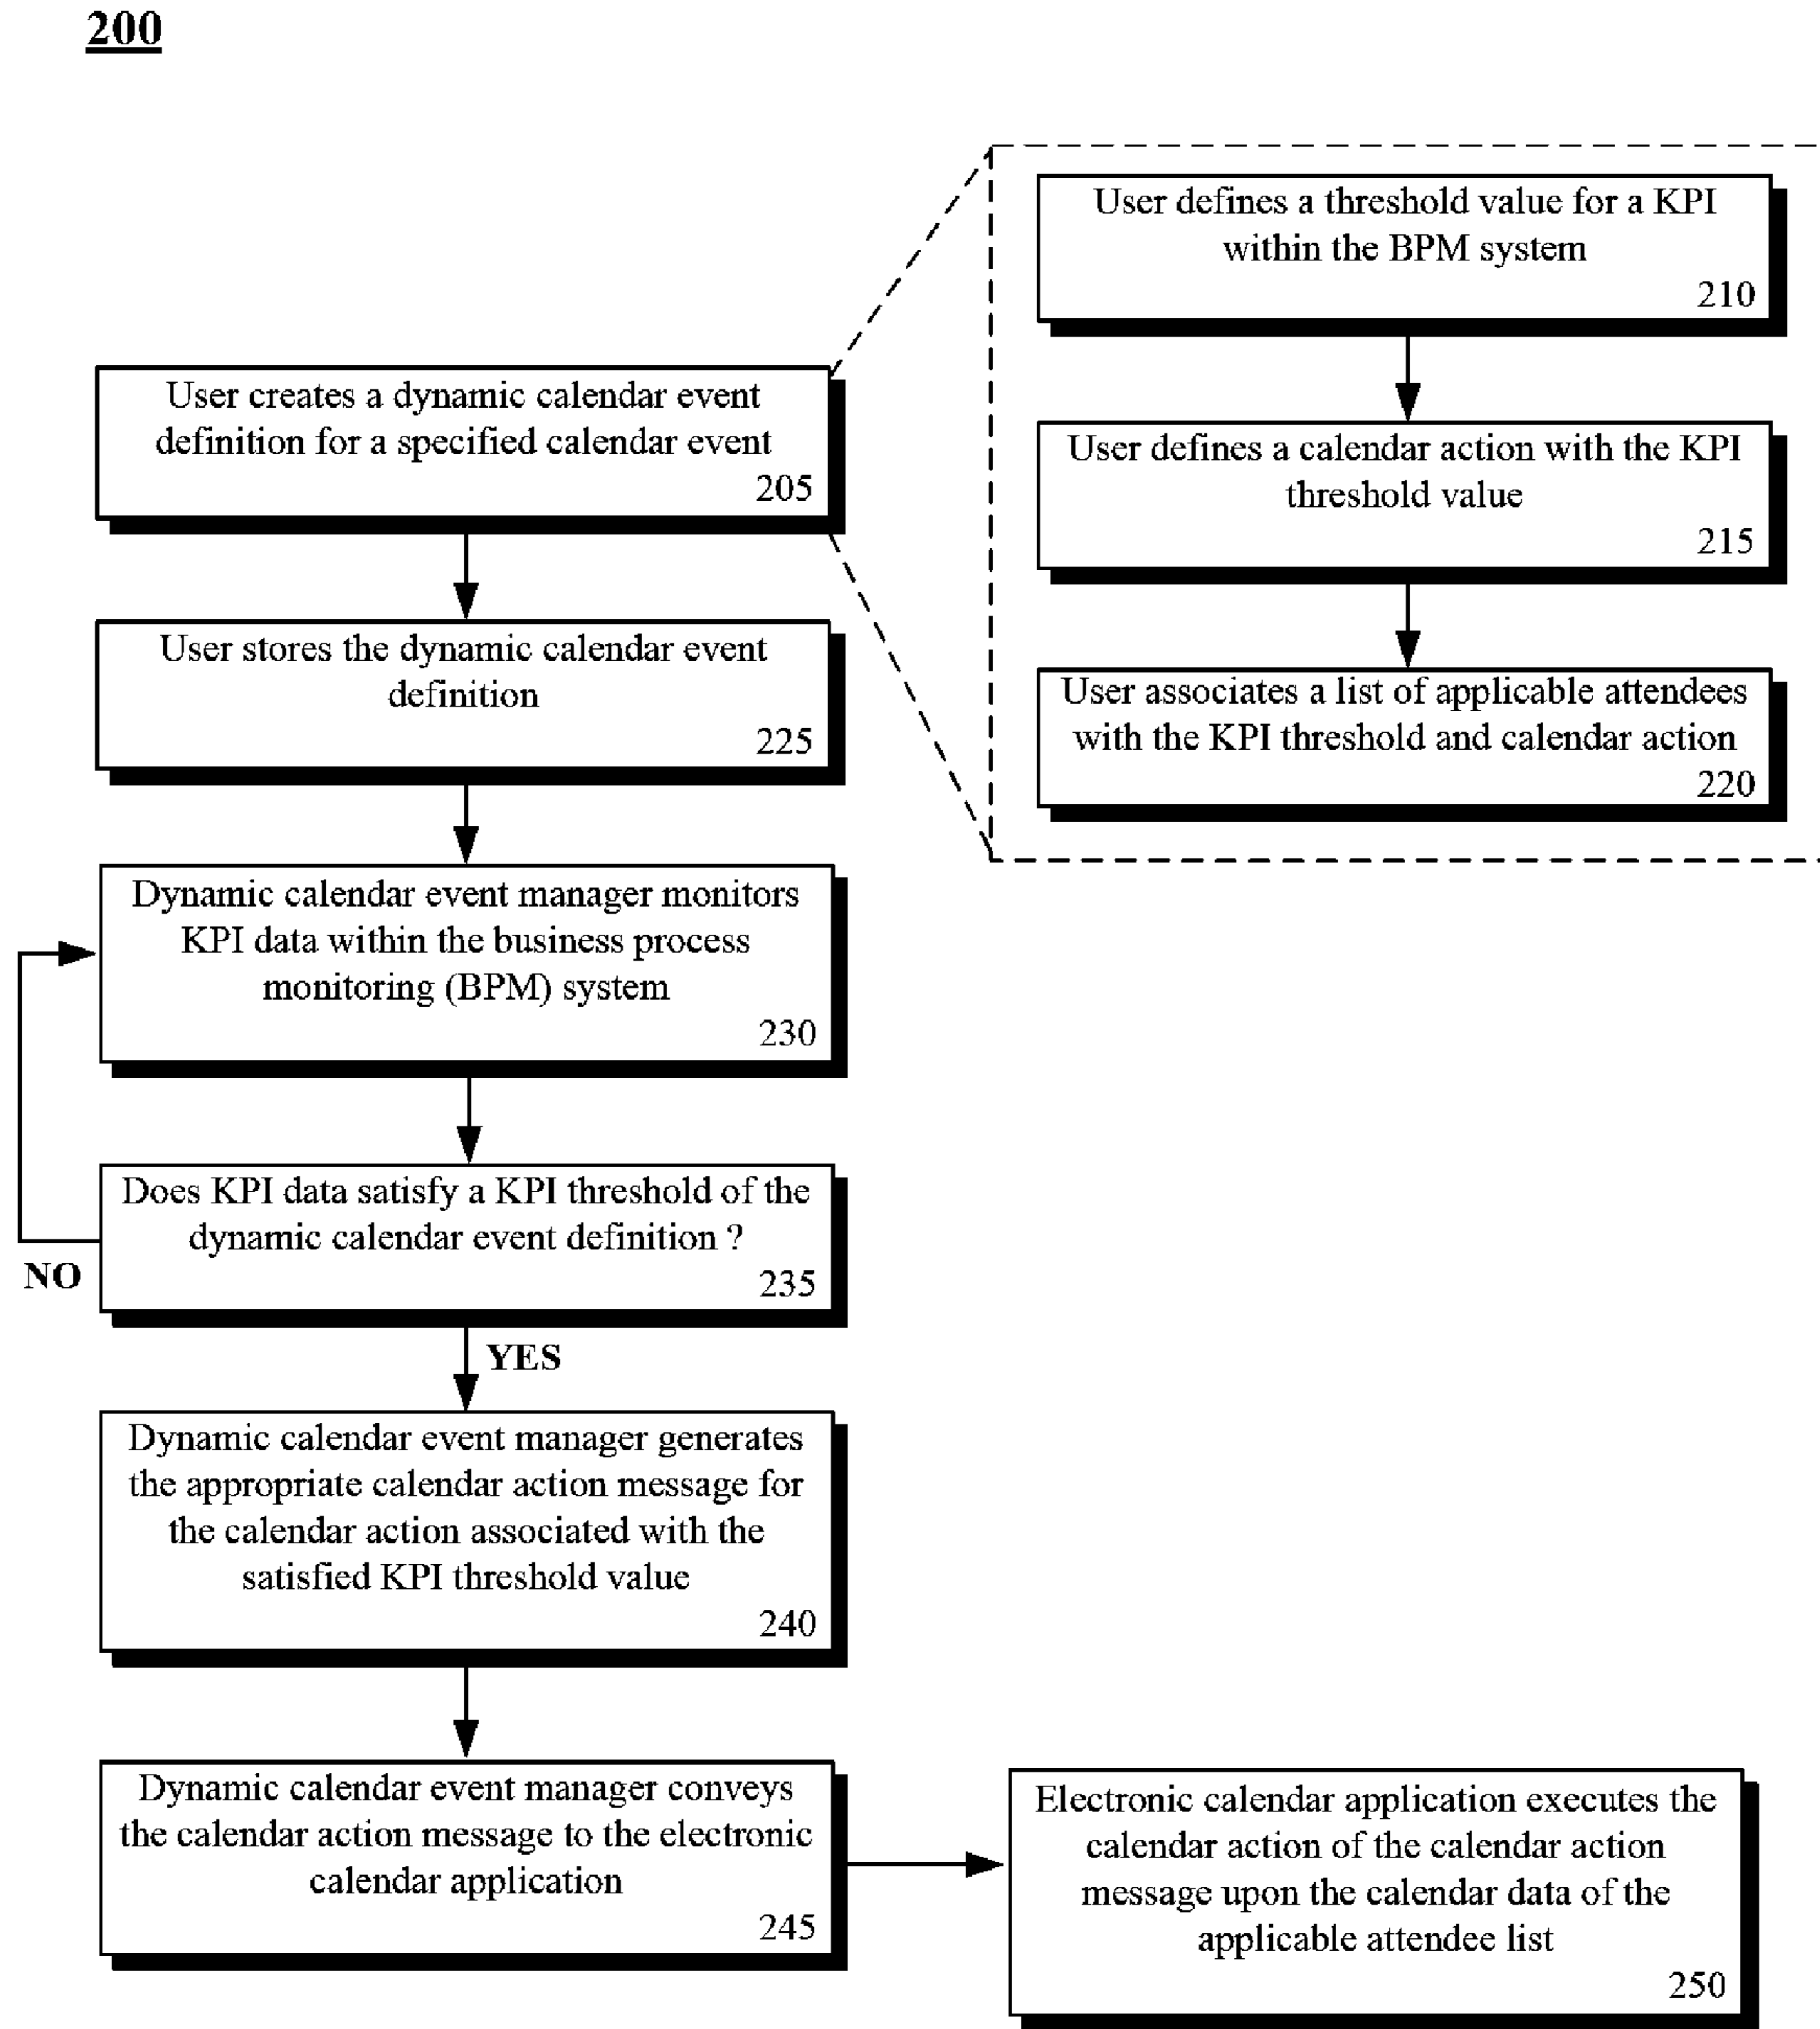 200
User defines a threshold value for a KPI
within the BPM system
210
User creates a dynamic calendar event
definition for a specified calendar event
205
User defines a calendar action with the KPI
threshold value
215
User stores the dynamic calendar event
definition
225
User associates a list of applicable attendees
with the KPI threshold and calendar action
220
Dynamic calendar event manager monitors
KPI data within the business process
monitoring (BPM) system
230
Does KPI data satisfy a KPI threshold of the
dynamic calendar event definition ?
235
NO
YES
Dynamic calendar event manager generates
the appropriate calendar action message for
the calendar action associated with the
satisfied KPI threshold value
240
Dynamic calendar event manager conveys
the calendar action message to the electronic
calendar application
245
Electronic calendar application executes the
calendar action of the calendar action
message upon the calendar data of the
applicable attendee list
250